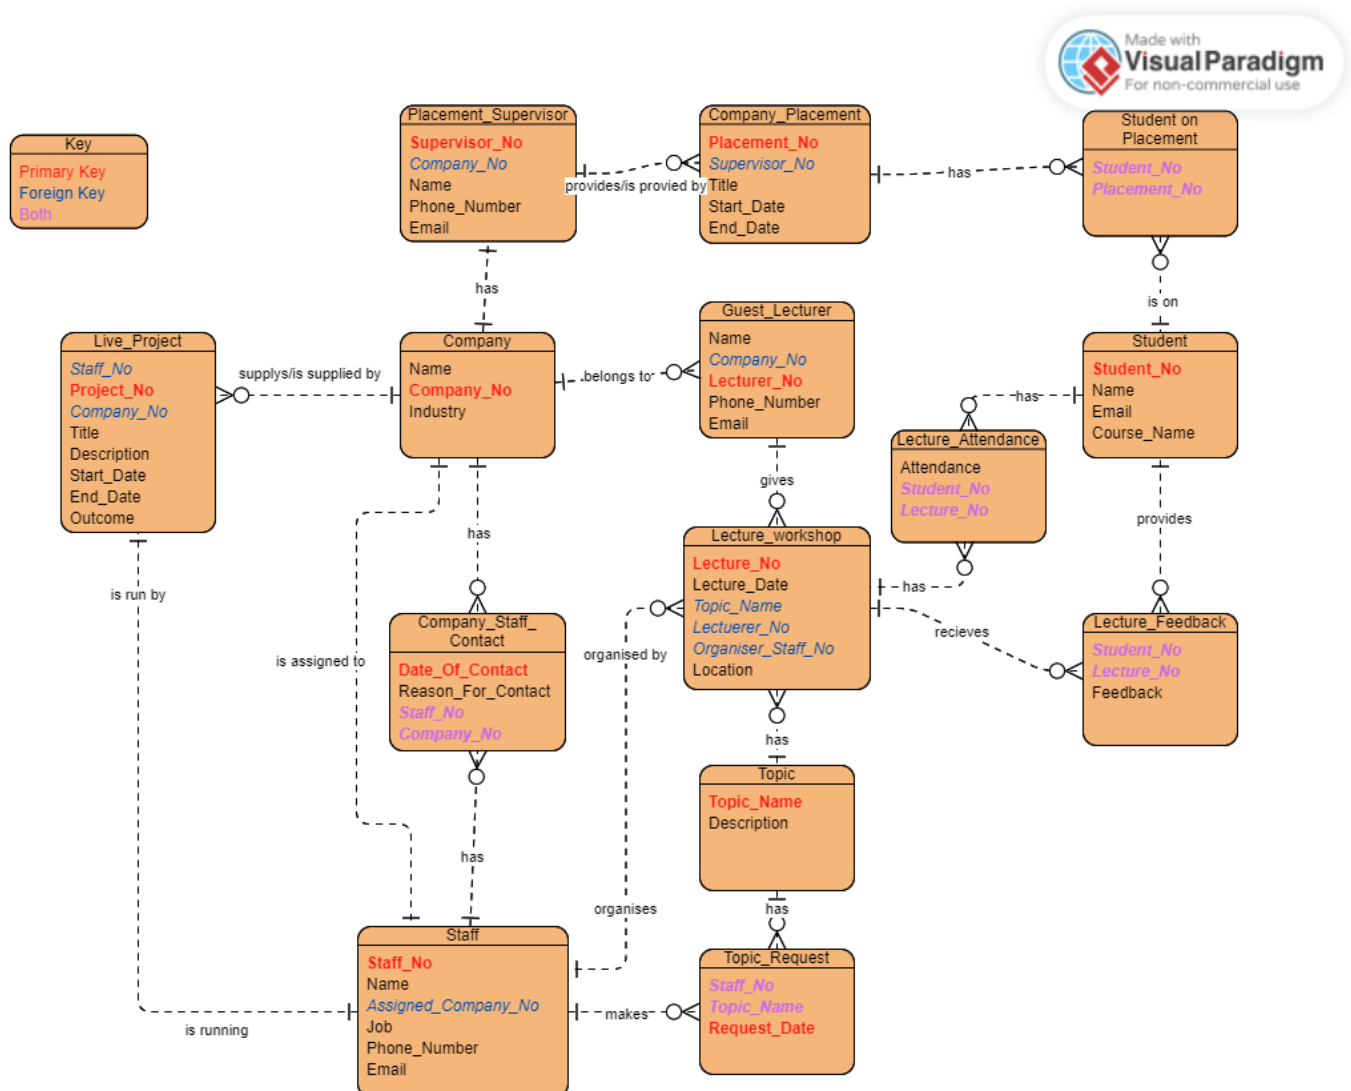 Made with
Visual Paradigm
For non-commercial use
Key
Primary Key
Foreign Key
Both
Placement_Supervisor
Supervisor_No
Company_No
Name
Phone_Number
Email
provides/is provied by
Company_Placement
Placement_No
Supervisor_No
Title
Start_Date
End_Date
has
Student on
Placement
Student_No
Placement_No
has
is on
Live_Project
Staff_No
Project_No
Company_No
Title
Description
Start_Date
End_Date
Outcome
supplys/is supplied by
Company
Name
Company_No
Industry
belongs to
Guest_Lecturer
Name
Company_No
Lecturer_No
Phone_Number
Email
Student
Student_No
Name
Email
Course_Name
has
Lecture_Attendance
Attendance
Student_No
Lecture_No
gives
provides
has
is run by
Lecture_workshop
Lecture_No
Lecture_Date
Topic_Name
Lectuerer_No
Organiser_Staff_No
Location
has
recieves
Lecture_Feedback
Student_No
Lecture_No
Feedback
Company_Staff_
Contact
Date_Of_Contact
Reason_For_Contact
Staff_No
Company_No
is assigned to
organised by
has
Topic
Topic_Name
Description
has
organises
has
Staff
Staff_No
Name
Assigned_Company_No
Job
Phone_Number
Email
is running
makes
Topic_Request
Staff_No
Topic_Name
Request_Date